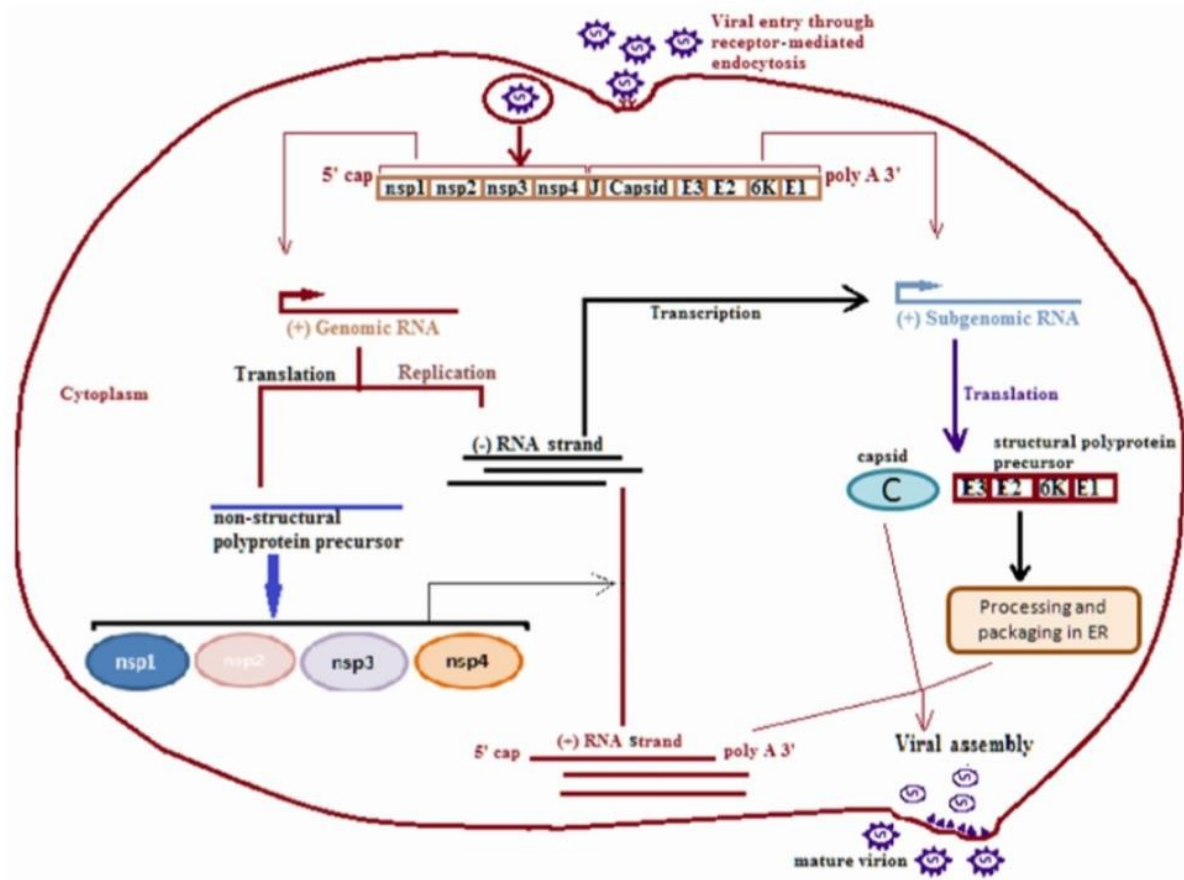 Viral entry through
receptor-mediated
endocytosis
S
S
S
S
S
5' cap
nsp1 nsp2 nsp3 nsp4 J Capsid E3 E2 6K E1
poly A 3'
(+) Genomic RNA
Transcription
(+) Subgenomic RNA
Translation
Replication
Cytoplasm
Translation
(-) RNA strand
capsid
structural polyprotein
precursor
C
E3 E2 6K E1
non-structural
polyprotein precursor
Processing and
packaging in ER
nsp1
nsp2
nsp3
nsp4
5' cap
(+) RNA Strand
poly A 3'
Viral assembly
S
S
S
S
mature virion
S
S